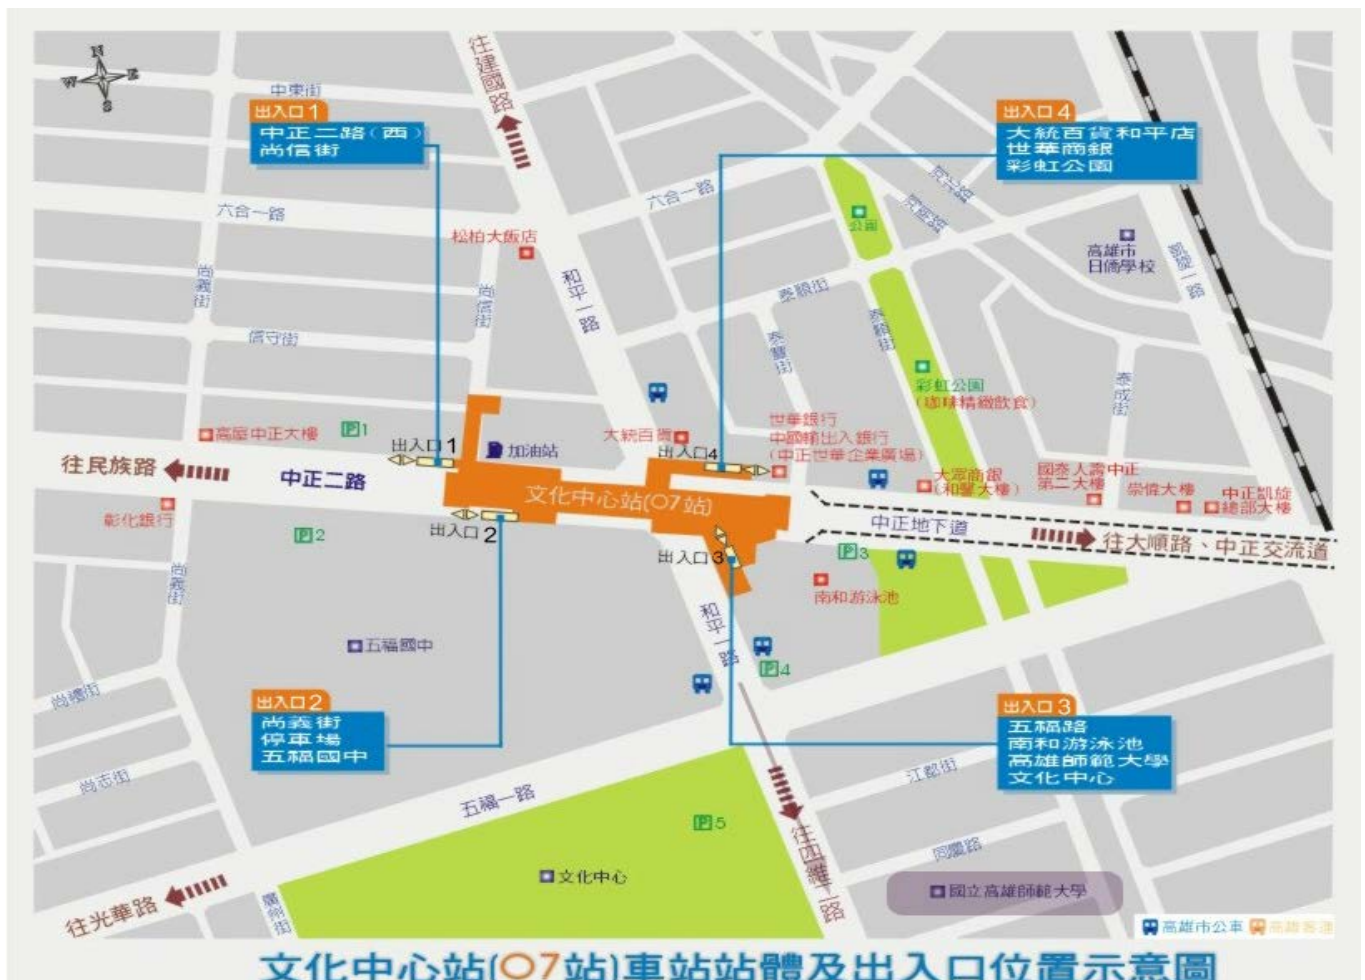 N
W
E
S
往建國路
中東街
出入口1
中正二路(西)
尚信街
出入口4
大統百貨和平店
世華商銀
彩虹公園
六合一路
六合一路
公園
高雄市
日僑學校
松柏大飯店
尚義街
尚信街
和平一路
泰順街
泰順街
凱旋一路
信守街
彩虹公園
(咖啡精緻飲食)
泰成街
高屋中正大樓
P1
出入口1
加油站
大統百貨
出入口4
世華銀行
中國輸出入銀行
(中正世華企業廣場)
往民族路
中正二路
文化中心站(O7站)
大眾商銀
(和馨大樓)
國泰人壽中正
第二大樓
崇偉大樓
中正凱旋
總部大樓
彰化銀行
P2
出入口2
出入口3
中正地下道
往大順路、中正交流道
P3
南和游泳池
尚義街
五福國中
和平一路
P4
尚禮街
出入口2
尚義街
停車場
五福國中
出入口3
五福路
南和游泳池
高雄師範大學
文化中心
尚志街
五福一路
江都街
P5
往四維二路
同慶路
文化中心
國立高雄師範大學
往光華路
廣州街
高雄市公車
高雄客運
文化中心站(O7站)車站站體及出入口位置示意圖